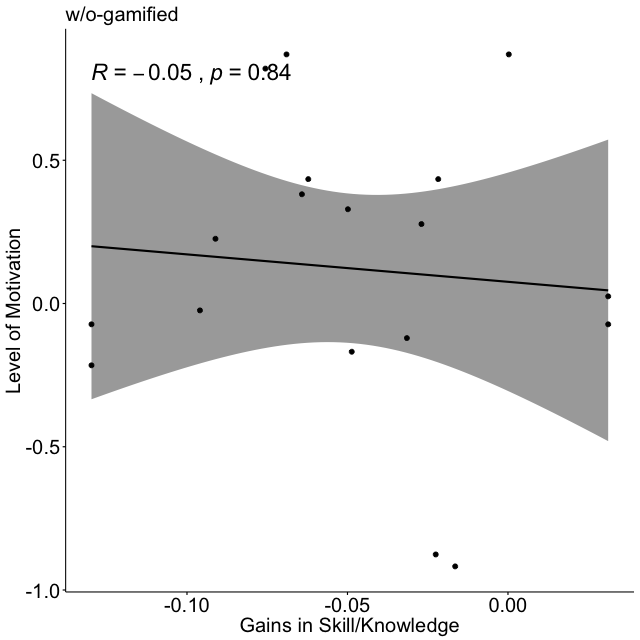 w/o-gamified
R = −0.05 , p = 0.84
Level of Motivation
0.5
0.0
-0.5
-1.0
-0.10 -0.05 0.00
Gains in Skill/Knowledge